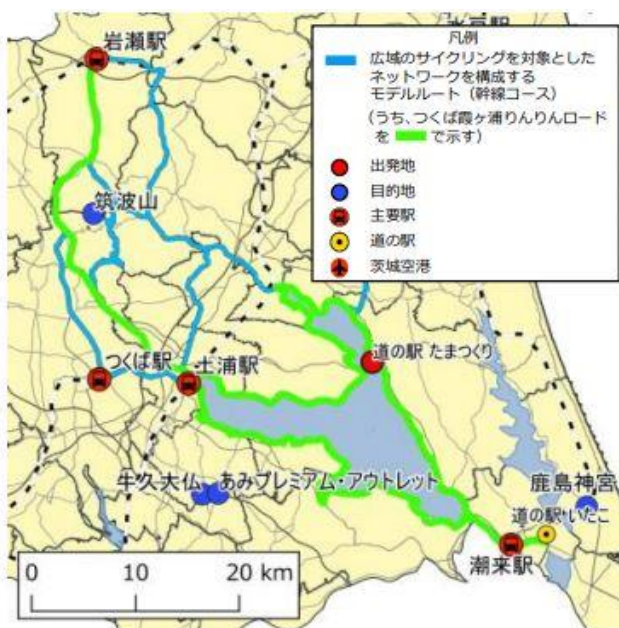 岩瀬駅
水戸駅
凡例
広域のサイクリングを対象とした
ネットワークを構成する
モデルルート（幹線コース）
（うち、つくば霞ヶ浦りんりんロード
を で示す）
出発地
目的地
主要駅
道の駅
茨城空港
筑波山
つくば駅
土浦駅
道の駅 たまつくり
牛久大仏
あみプレミアム・アウトレット
鹿島神宮
道の駅 いたこ
潮来駅
0 10 20 km